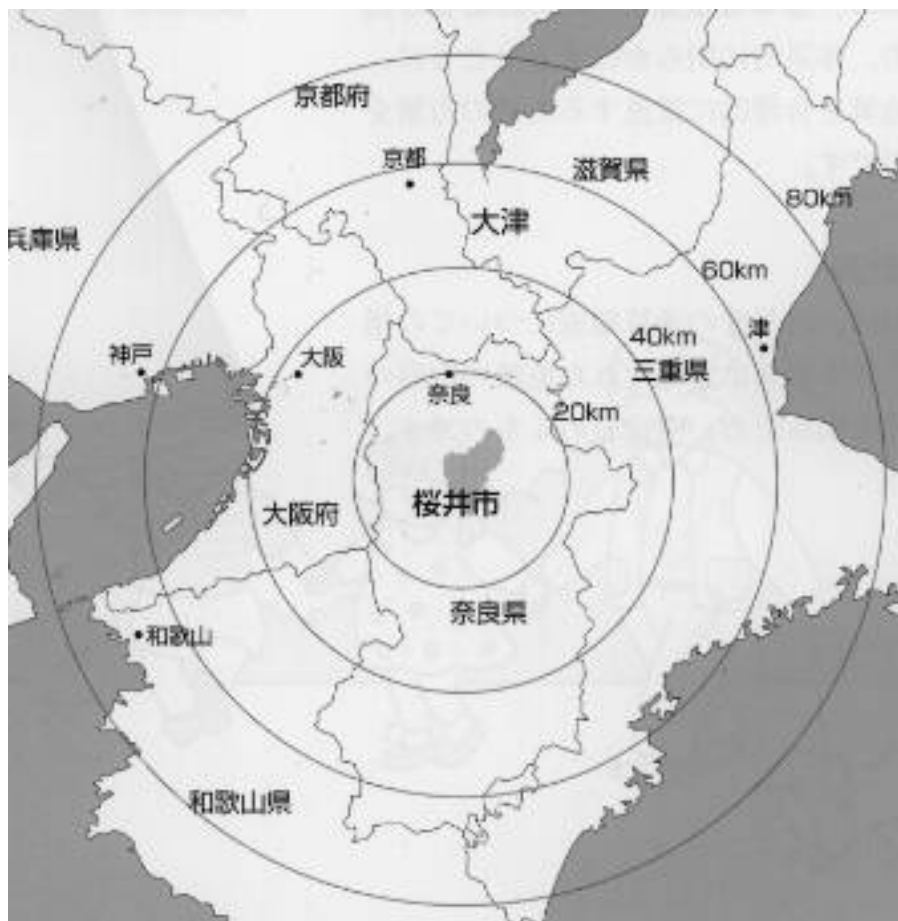 京都府
京都
滋賀県
80km
大津
兵庫県
60km
津
40km
神戸
大阪
三重県
奈良
20km
桜井市
大阪府
奈良県
和歌山
和歌山県